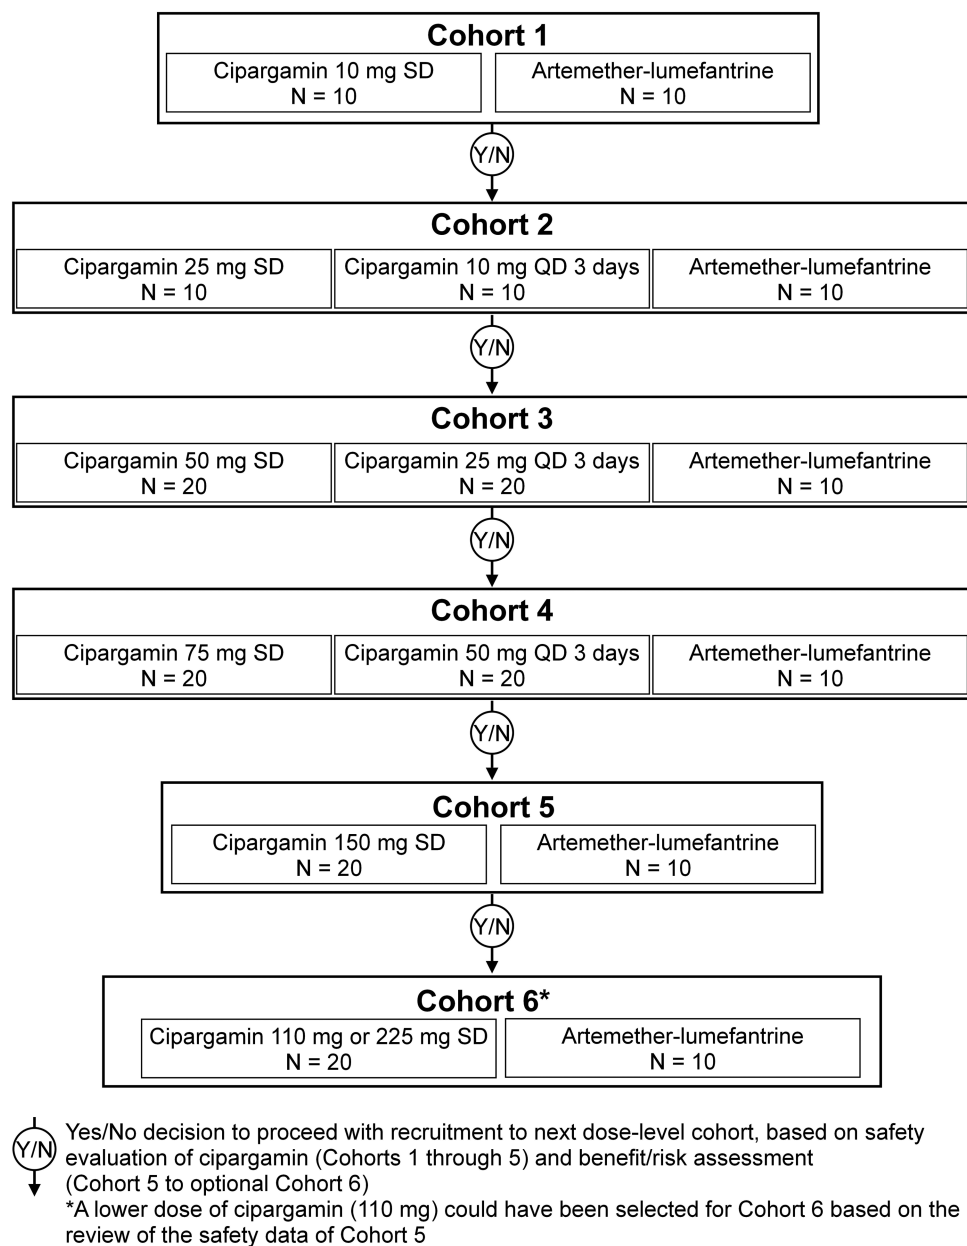 Cohort 1
Cipargamin 10 mg SD
N = 10
Artemether-lumefantrine
N = 10
Y/N
Cohort 2
Cipargamin 25 mg SD
N = 10
Cipargamin 10 mg QD 3 days
N = 10
Artemether-lumefantrine
N = 10
Y/N
Cohort 3
Cipargamin 50 mg SD
N = 20
Cipargamin 25 mg QD 3 days
N = 20
Artemether-lumefantrine
N = 10
Y/N
Cohort 4
Cipargamin 75 mg SD
N = 20
Cipargamin 50 mg QD 3 days
N = 20
Artemether-lumefantrine
N = 10
Y/N
Cohort 5
Cipargamin 150 mg SD
N = 20
Artemether-lumefantrine
N = 10
Y/N
Cohort 6*
Cipargamin 110 mg or 225 mg SD
N = 20
Artemether-lumefantrine
N = 10
Y/N
Yes/No decision to proceed with recruitment to next dose-level cohort, based on safety
evaluation of cipargamin (Cohorts 1 through 5) and benefit/risk assessment
(Cohort 5 to optional Cohort 6)
*A lower dose of cipargamin (110 mg) could have been selected for Cohort 6 based on the
review of the safety data of Cohort 5